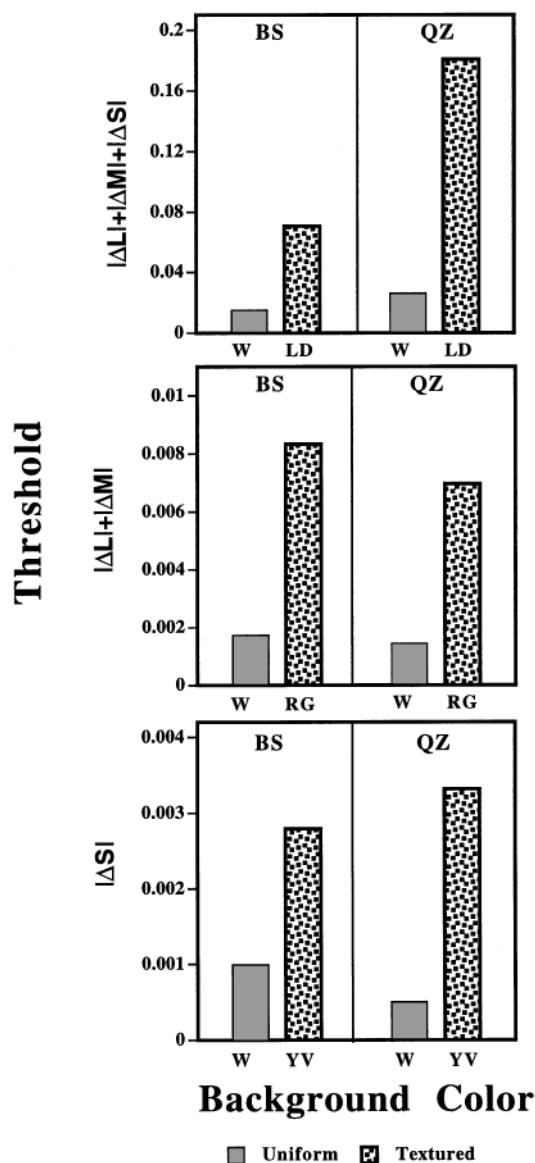 BS QZ
0.2
0.16
0.12
0.08
0.04
0
|ΔL|+|ΔM|+|ΔS|
W LD W LD
BS QZ
0.01
0.008
0.006
0.004
0.002
0
|ΔL|+|ΔM|
W RG W RG
Threshold
BS QZ
0.004
0.003
0.002
0.001
0
|ΔS|
W YV W YV
Background Color
Uniform Textured